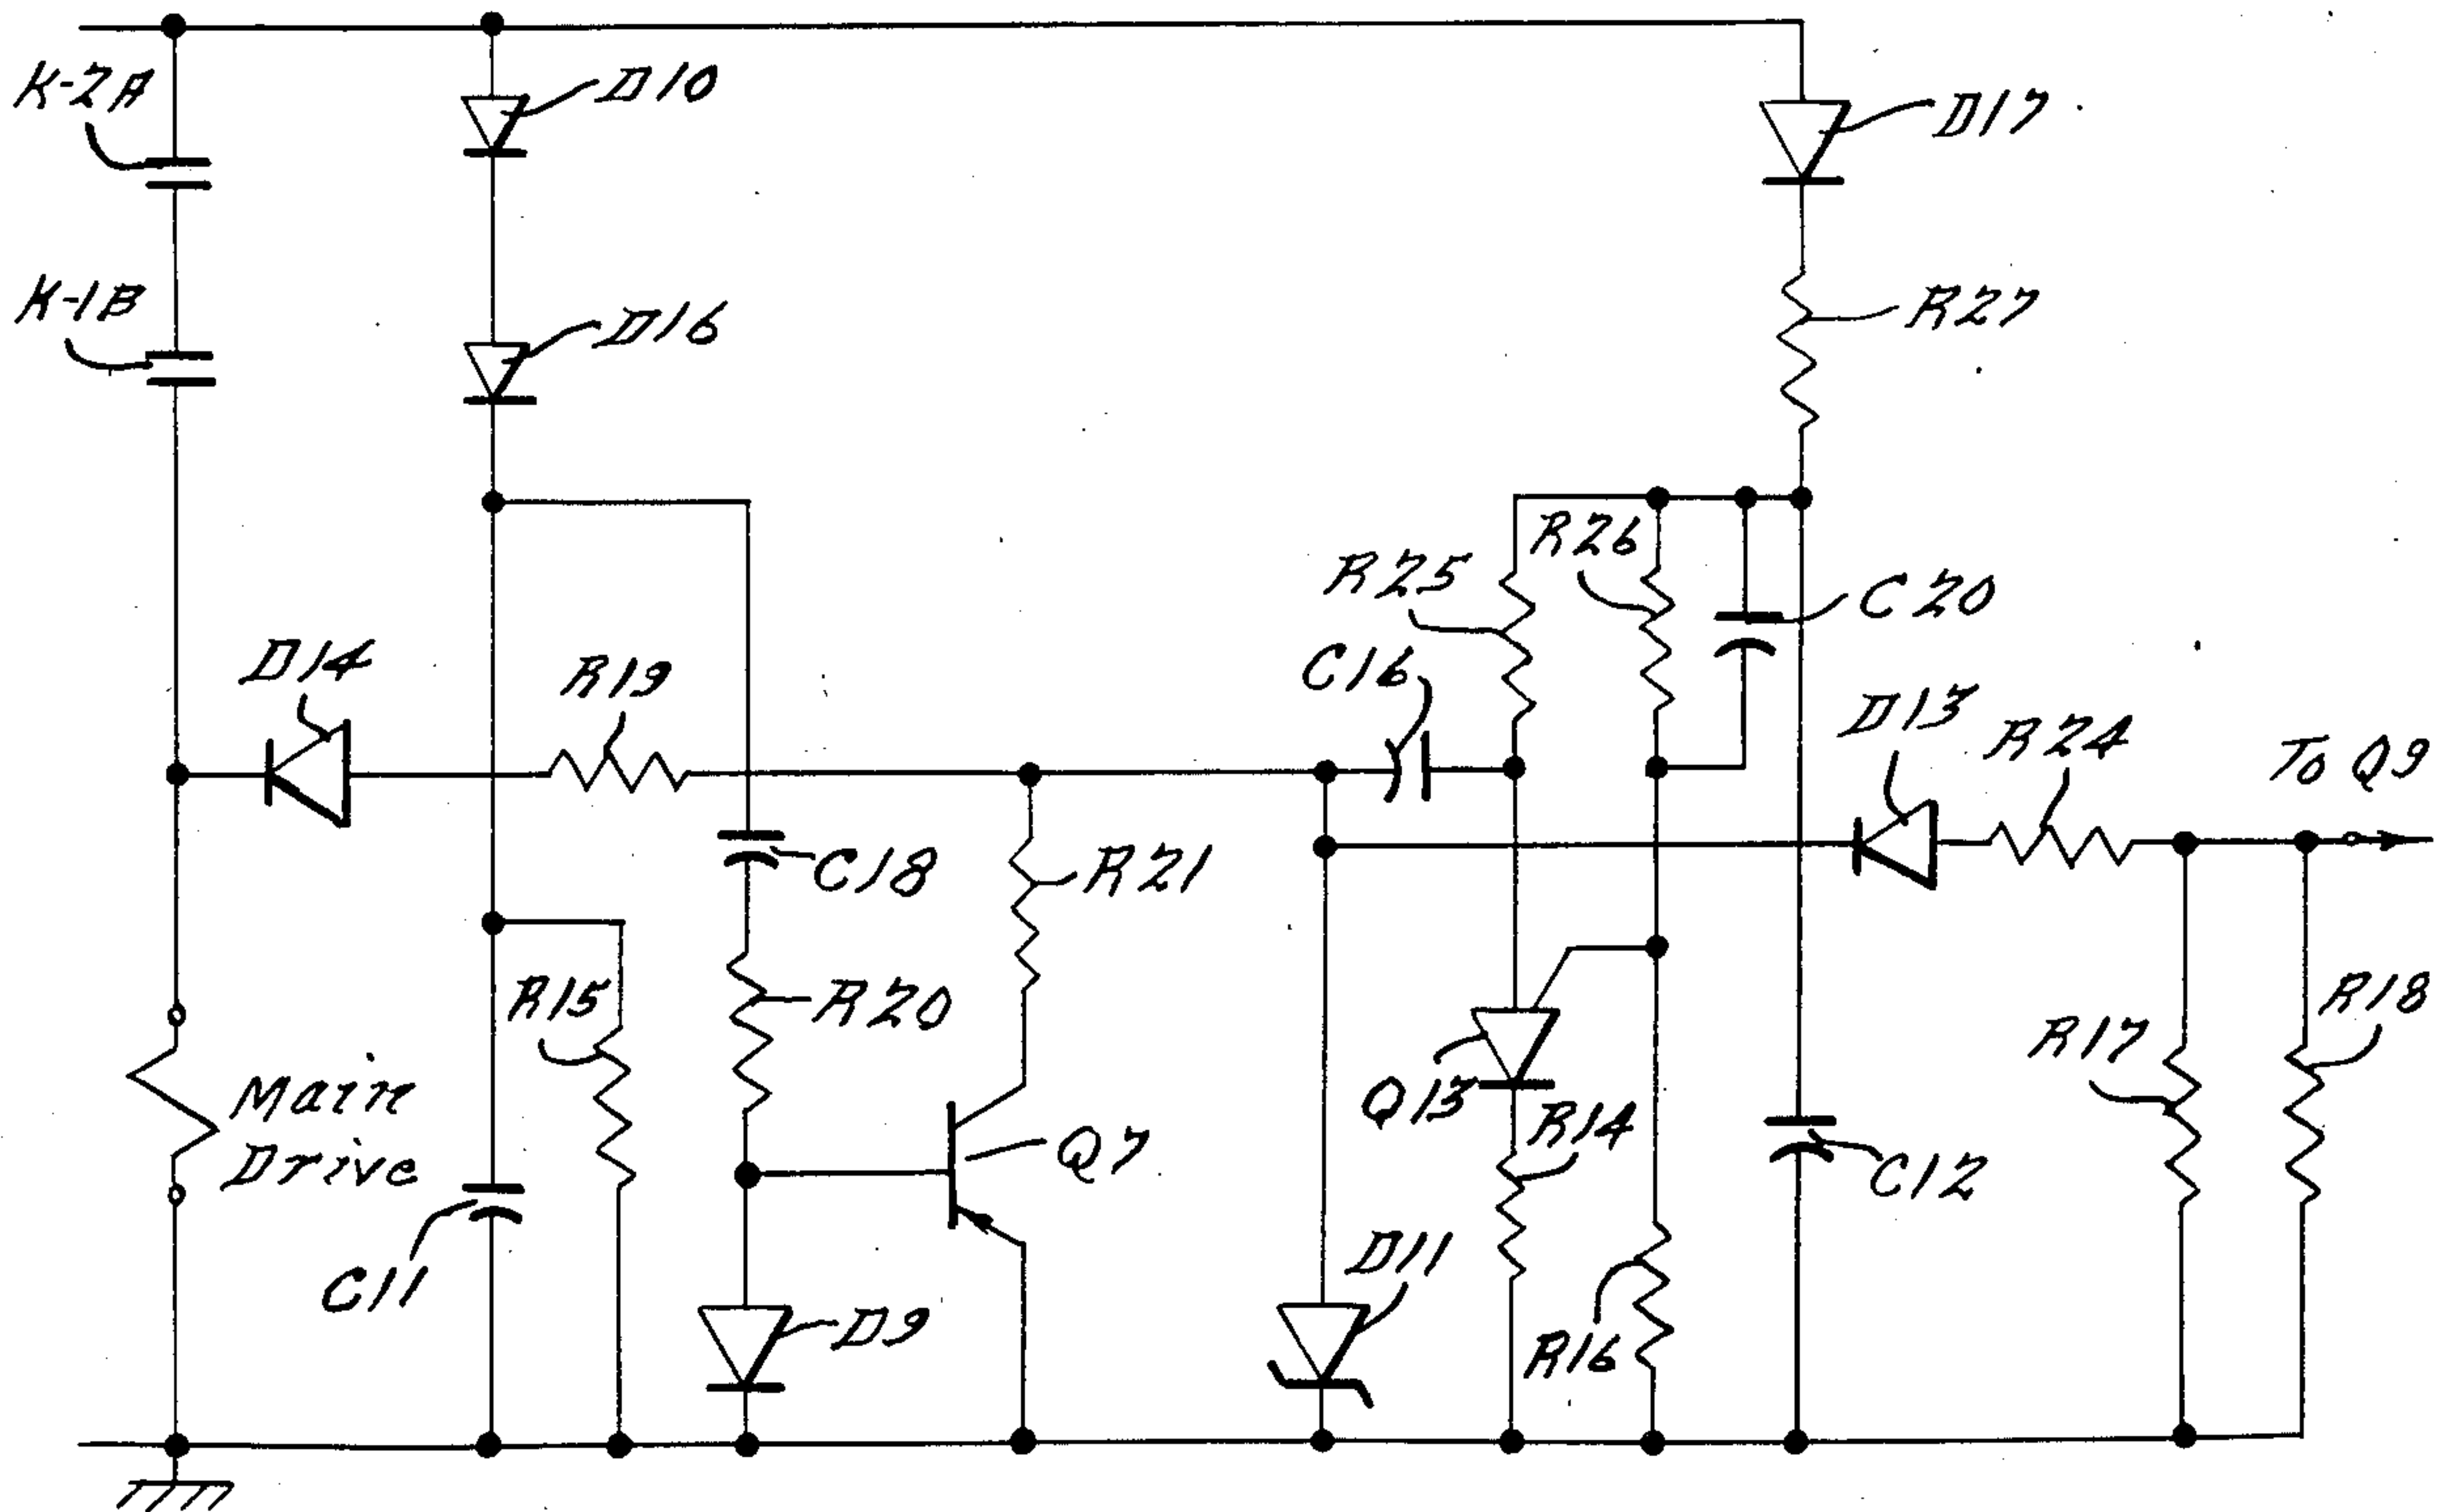 K-2A
D10
D17
K-1B
D16
R27
R26
R25
C20
C16
D14
R19
D13
R24
To Q9
C18
R21
R15
R20
R18
R17
Main
Drive
Q13
R14
Q7
C12
C11
D11
D9
R16